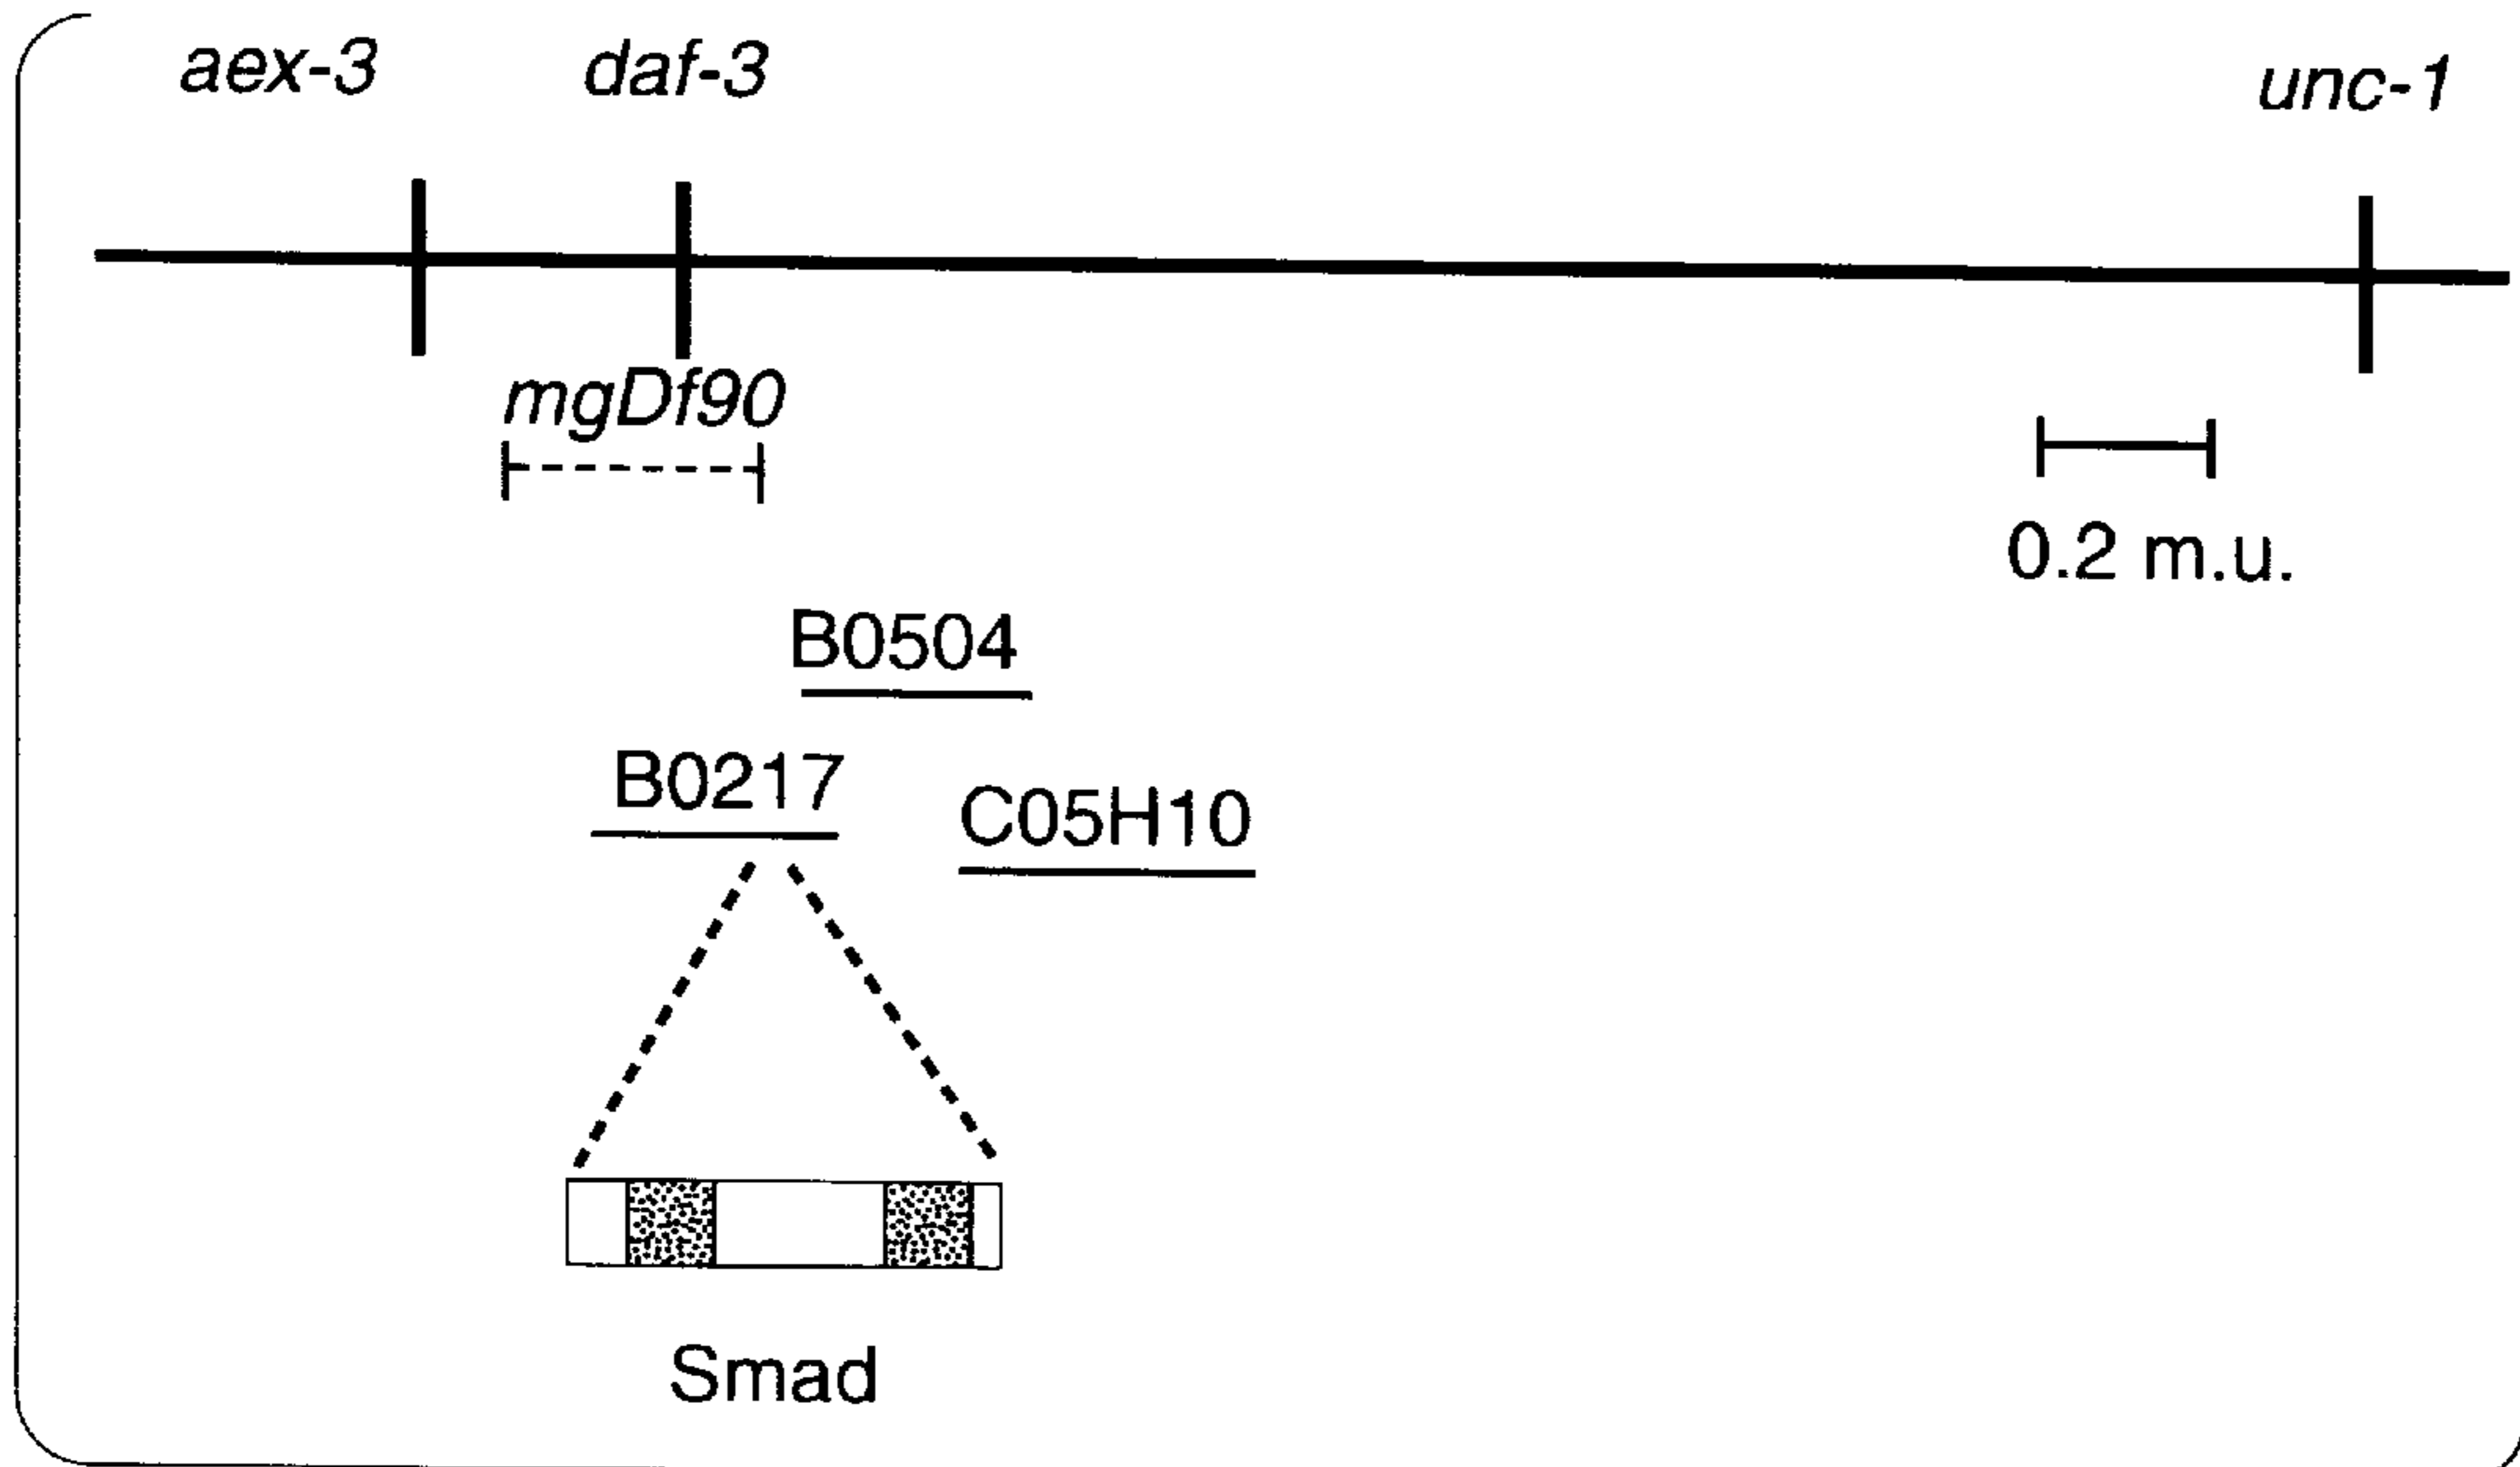 aex-3 daf-3 unc-1
mgDf90
0.2 m.u.
B0504
B0217
C05H10
Smad